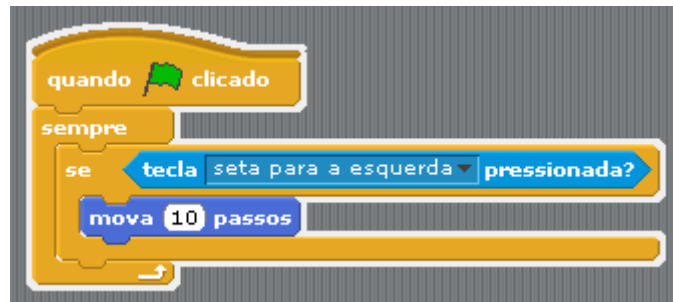 quando clicado
sempre
se tecla seta para a esquerda pressionada?
mova 10 passos